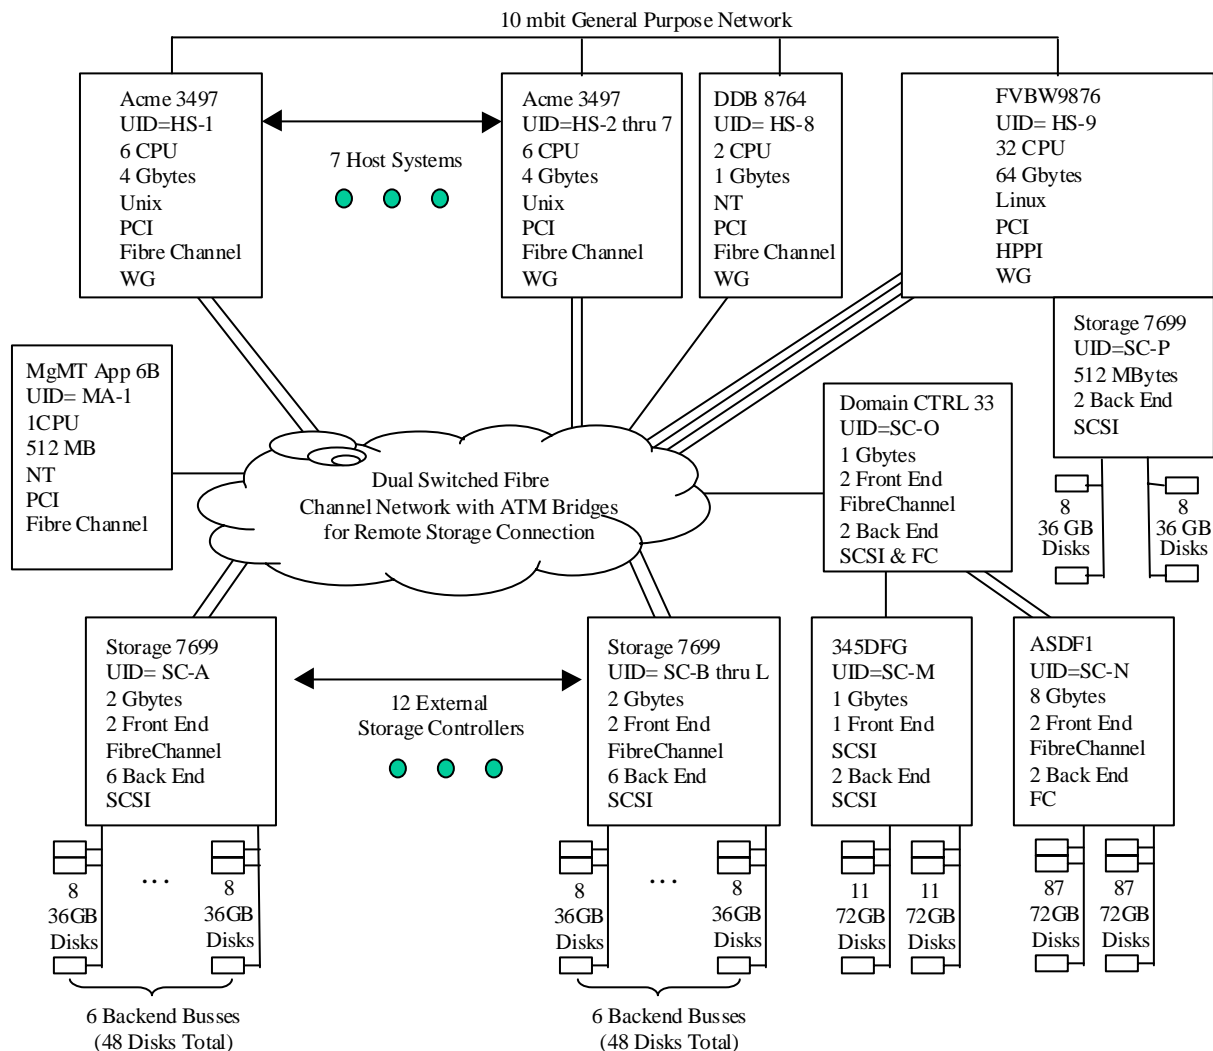 10 mbit General Purpose Network
Acme 3497
UID=HS-1
6 CPU
4 Gbytes
Unix
PCI
Fibre Channel
WG
7 Host Systems
Acme 3497
UID=HS-2 thru 7
6 CPU
4 Gbytes
Unix
PCI
Fibre Channel
WG
DDB 8764
UID= HS-8
2 CPU
1 Gbytes
NT
PCI
Fibre Channel
WG
FVBW9876
UID= HS-9
32 CPU
64 Gbytes
Linux
PCI
HPPI
WG
Storage 7699
UID=SC-P
512 MBytes
2 Back End
SCSI
8
36 GB
Disks
8
36 GB
Disks
MgMT App 6B
UID= MA-1
1CPU
512 MB
NT
PCI
Fibre Channel
Dual Switched Fibre
Channel Network with ATM Bridges
for Remote Storage Connection
Domain CTRL 33
UID=SC-O
1 Gbytes
2 Front End
FibreChannel
2 Back End
SCSI & FC
Storage 7699
UID= SC-A
2 Gbytes
2 Front End
FibreChannel
6 Back End
SCSI
12 External
Storage Controllers
Storage 7699
UID= SC-B thru L
2 Gbytes
2 Front End
FibreChannel
6 Back End
SCSI
345DFG
UID=SC-M
1 Gbytes
1 Front End
SCSI
2 Back End
SCSI
ASDF1
UID=SC-N
8 Gbytes
2 Front End
FibreChannel
2 Back End
FC
8
36GB
Disks
...
8
36GB
Disks
6 Backend Busses
(48 Disks Total)
8
36GB
Disks
...
8
36GB
Disks
6 Backend Busses
(48 Disks Total)
11
72GB
Disks
11
72GB
Disks
87
72GB
Disks
87
72GB
Disks